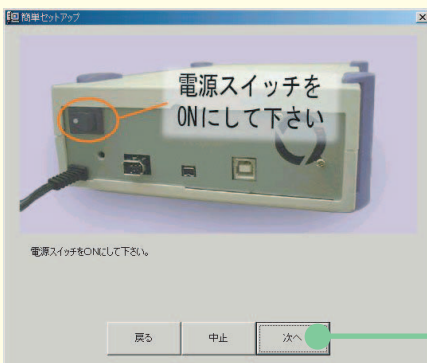 簡単セットアップ
電源スイッチを
ONにして下さい
電源スイッチをONにして下さい。
戻る
中止
次へ